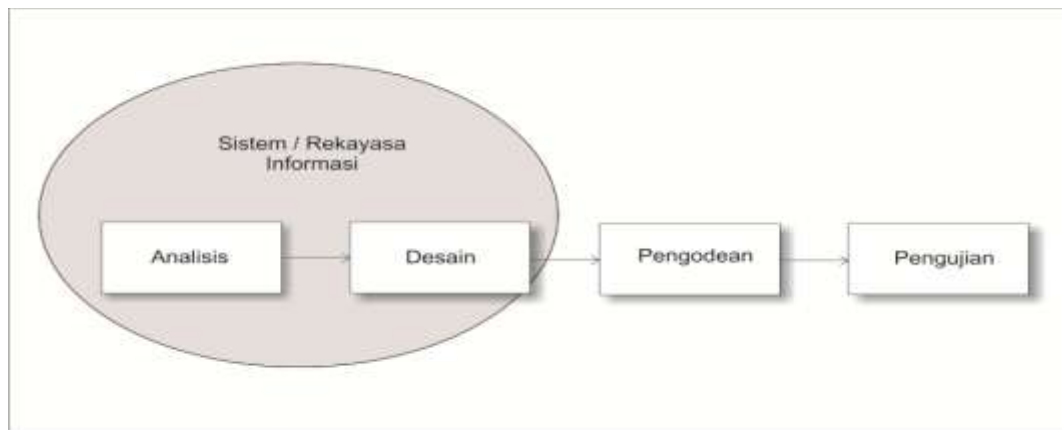 Sistem / Rekayasa
Informasi
Analisis
Desain
Pengodean
Pengujian